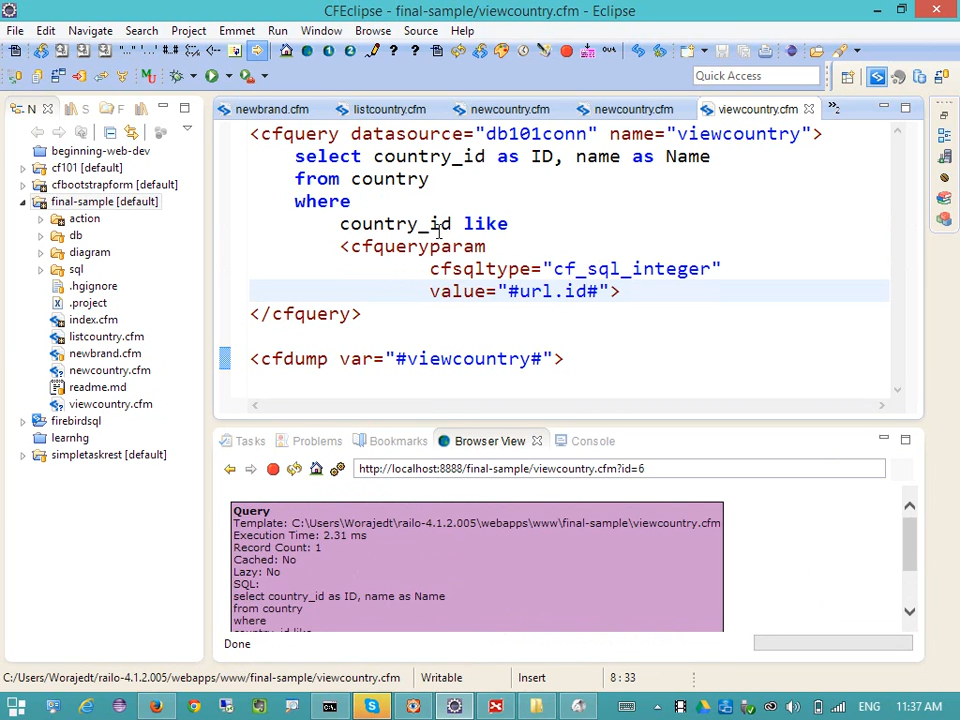 CFEclipse - final-sample/viewcountry.cfm - Eclipse
File Edit Navigate Search Project Emmet Run Window Browse Source Help
Quick Access
N S F
newbrand.cfm listcountry.cfm newcountry.cfm newcountry.cfm viewcountry.cfm »2
beginning-web-dev
cf101 [default]
cfbootstrapform [default]
final-sample [default]
action
db
diagram
sql
.hgignore
.project
index.cfm
listcountry.cfm
newbrand.cfm
newcountry.cfm
readme.md
viewcountry.cfm
firebirdsql
learnhg
simpletaskrest [default]
<cfquery datasource="db101conn" name="viewcountry">
select country_id as ID, name as Name
from country
where
country_id like
<cfqueryparam
cfsqltype="cf_sql_integer"
value="#url.id#">
</cfquery>
<cfdump var="#viewcountry#">
Tasks Problems Bookmarks Browser View Console
http://localhost:8888/final-sample/viewcountry.cfm?id=6
Query
Template: C:\Users\Worajedt\railo-4.1.2.005\webapps\www\final-sample\viewcountry.cfm
Execution Time: 2.31 ms
Record Count: 1
Cached: No
Lazy: No
SQL:
select country_id as ID, name as Name
from country
where
country_id like
Done
C:/Users/Worajedt/railo-4.1.2.005/webapps/www/final-sample/viewcountry.cfm Writable Insert 8 : 33
ENG 11:37 AM